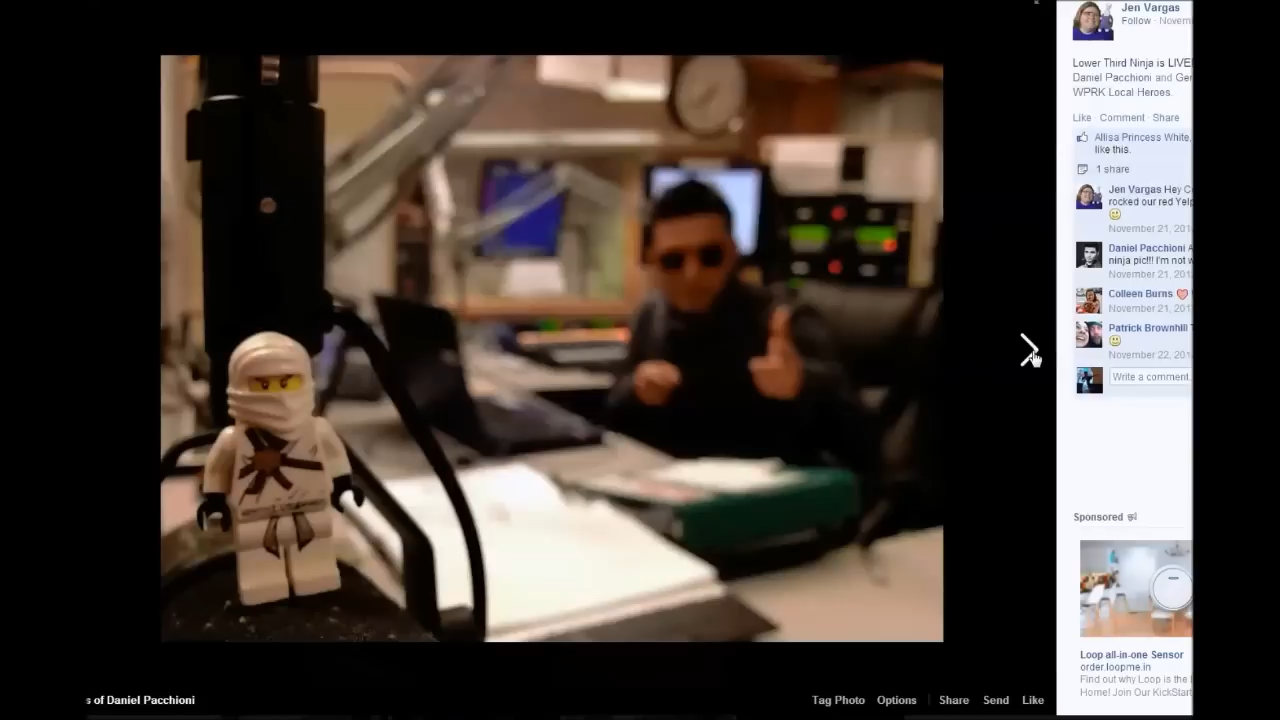 Jen Vargas
Follow · Novem
Lower Third Ninja is LIVE
Daniel Pacchioni and Ger
WPRK Local Heroes.
Like · Comment · Share
Allisa Princess White,
like this.
1 share
Jen Vargas Hey C
rocked our red Yelp
November 21, 201
Daniel Pacchioni A
ninja pic!!! I'm not w
November 21, 201
Colleen Burns
November 21, 201
Patrick Brownhill T
November 22, 201
Write a comment
Sponsored
Loop all-in-one Sensor
order.loopme.in
Find out why Loop is the
Home! Join Our KickStart
s of Daniel Pacchioni
Tag Photo Options Share Send Like